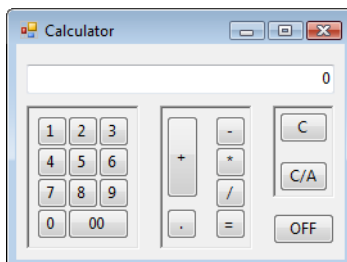 Calculator
0
1 2 3 + - C
4 5 6 *
7 8 9 / C/A
0 00 . = OFF